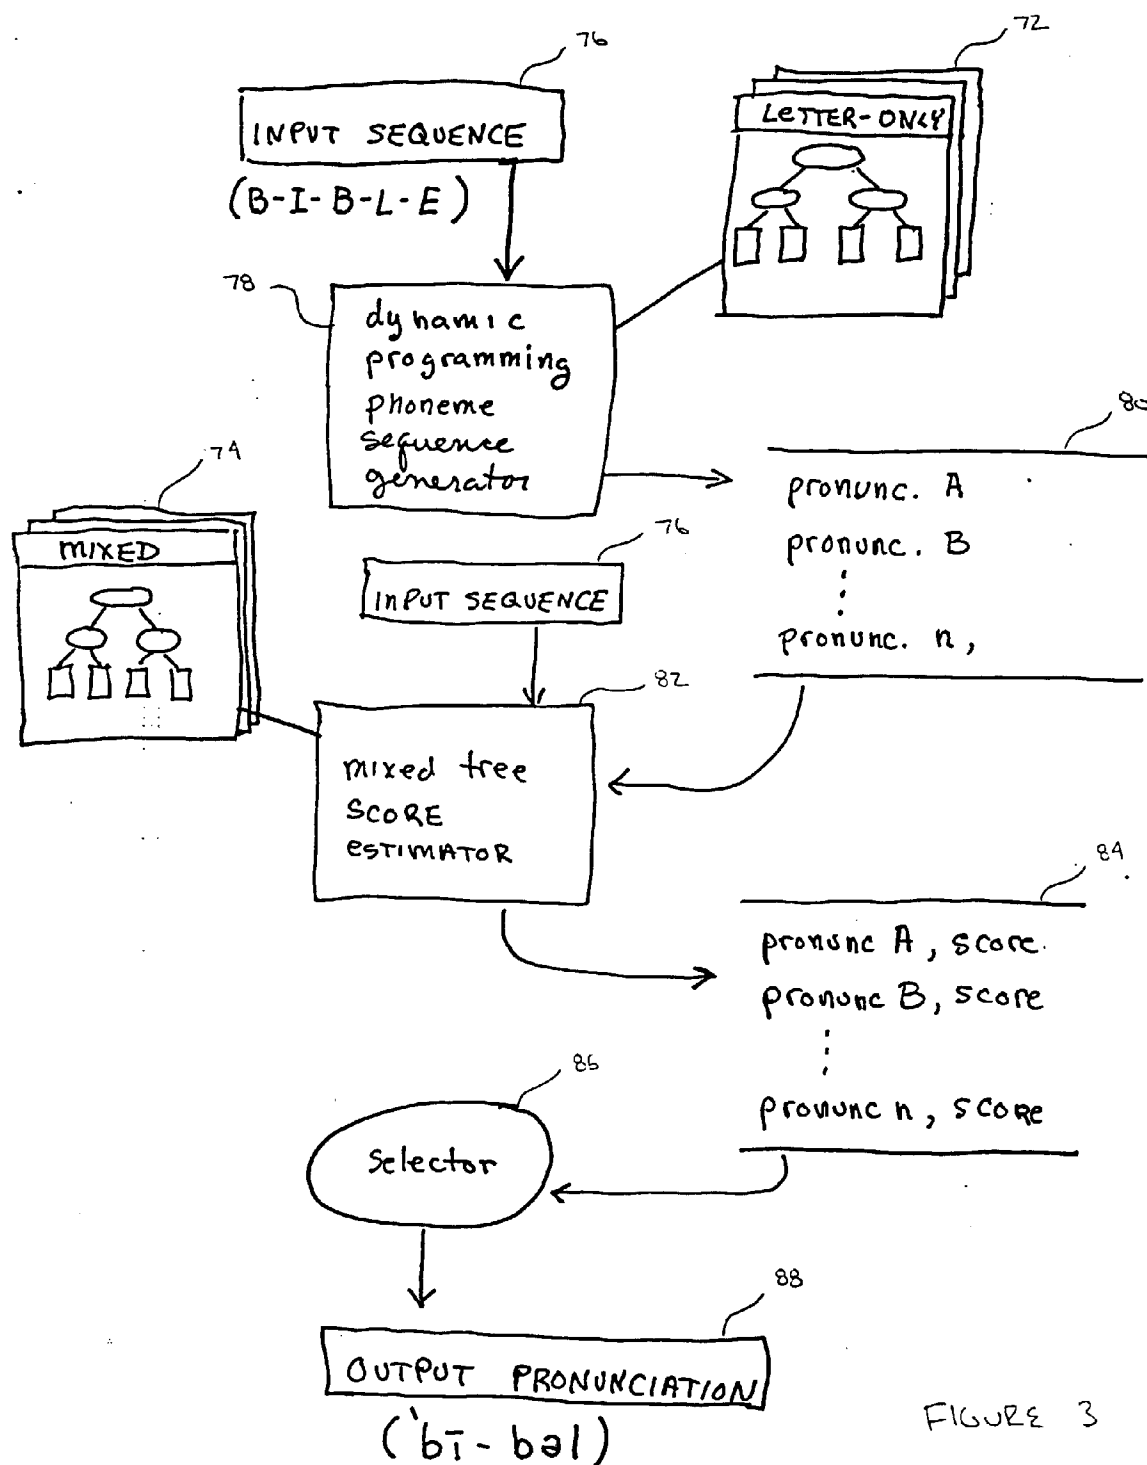 76
72
INPUT SEQUENCE
LETTER-ONLY
(B-I-B-L-E)
78
dynamic
programming
phoneme
sequence
generator
80
pronunc. A
pronunc. B
pronunc. n,
74
MIXED
76
INPUT SEQUENCE
82
mixed tree
SCORE
ESTIMATOR
84
pronunc A, score.
pronunc B, score
pronunc n, score
86
Selector
88
OUTPUT PRONUNCIATION
('bī-bəl)
FIGURE 3